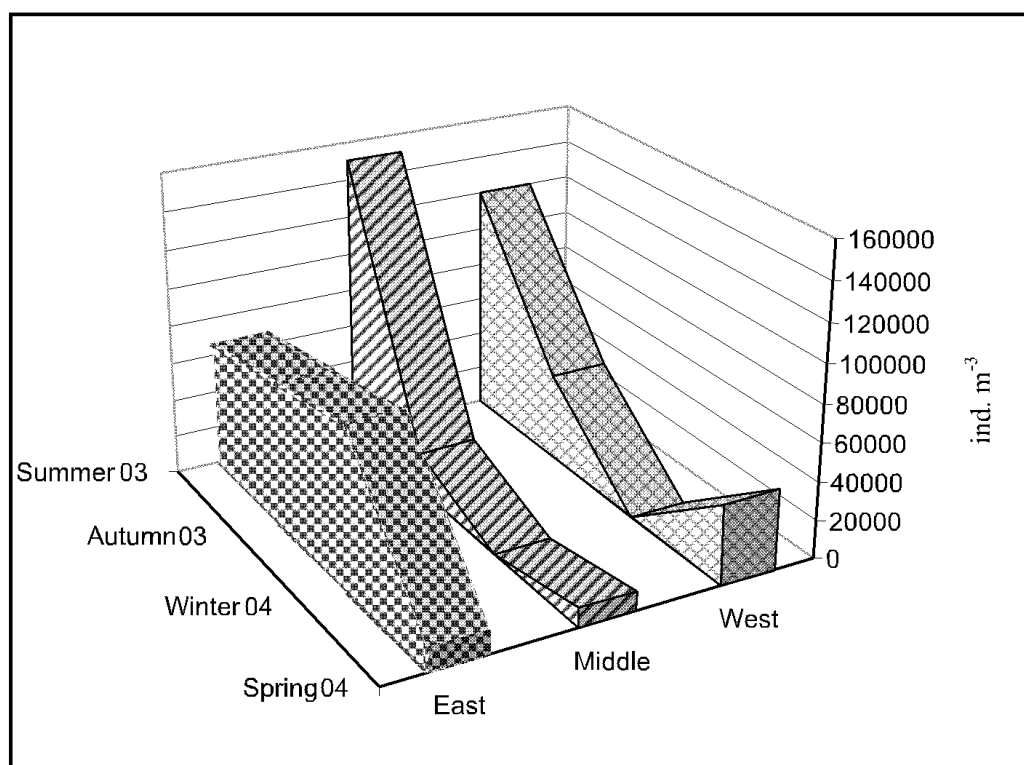 160000
140000
120000
100000
80000
60000
40000
20000
0
ind. m-3
Summer 03
Autumn 03
Winter 04
Spring 04
East
Middle
West